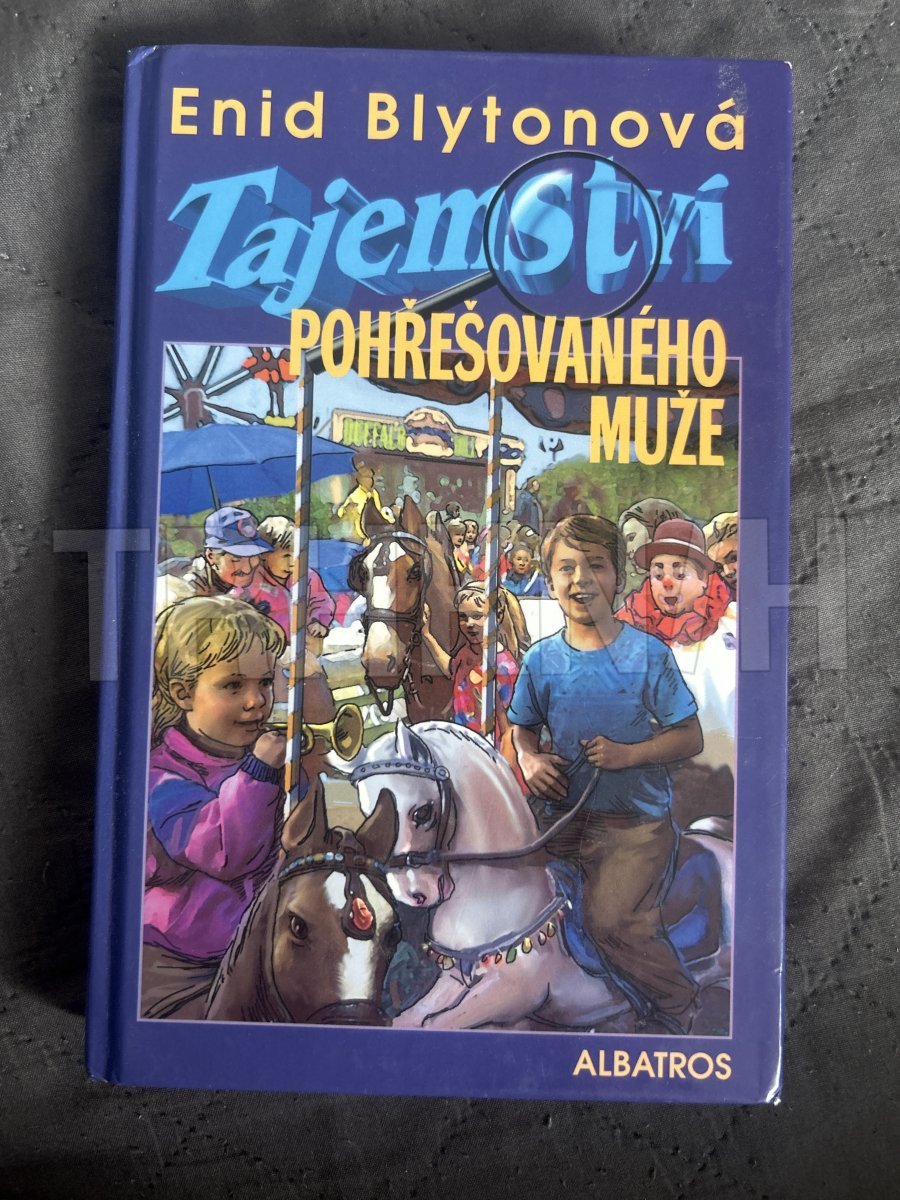 Enid Blytonová
Tajemství
POHŘEŠOVANÉHO
MUŽE
ALBATROS